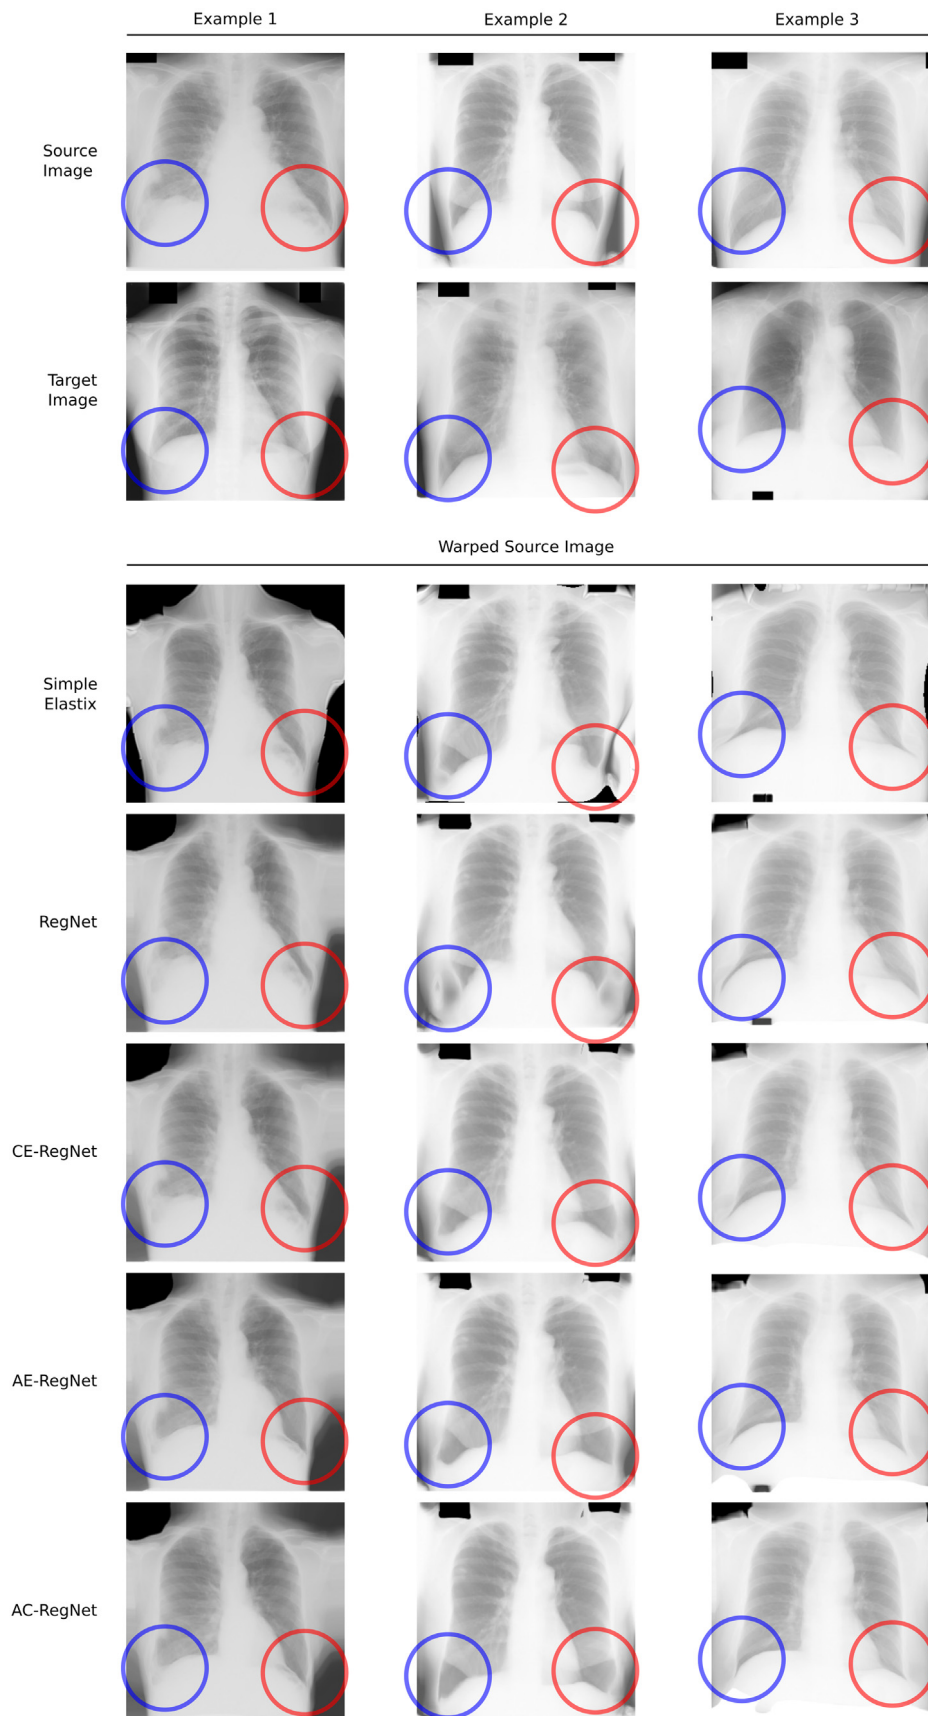 Example 1 Example 2 Example 3
Source
Image
Target
Image
Warped Source Image
Simple
Elastix
RegNet
CE-RegNet
AE-RegNet
AC-RegNet